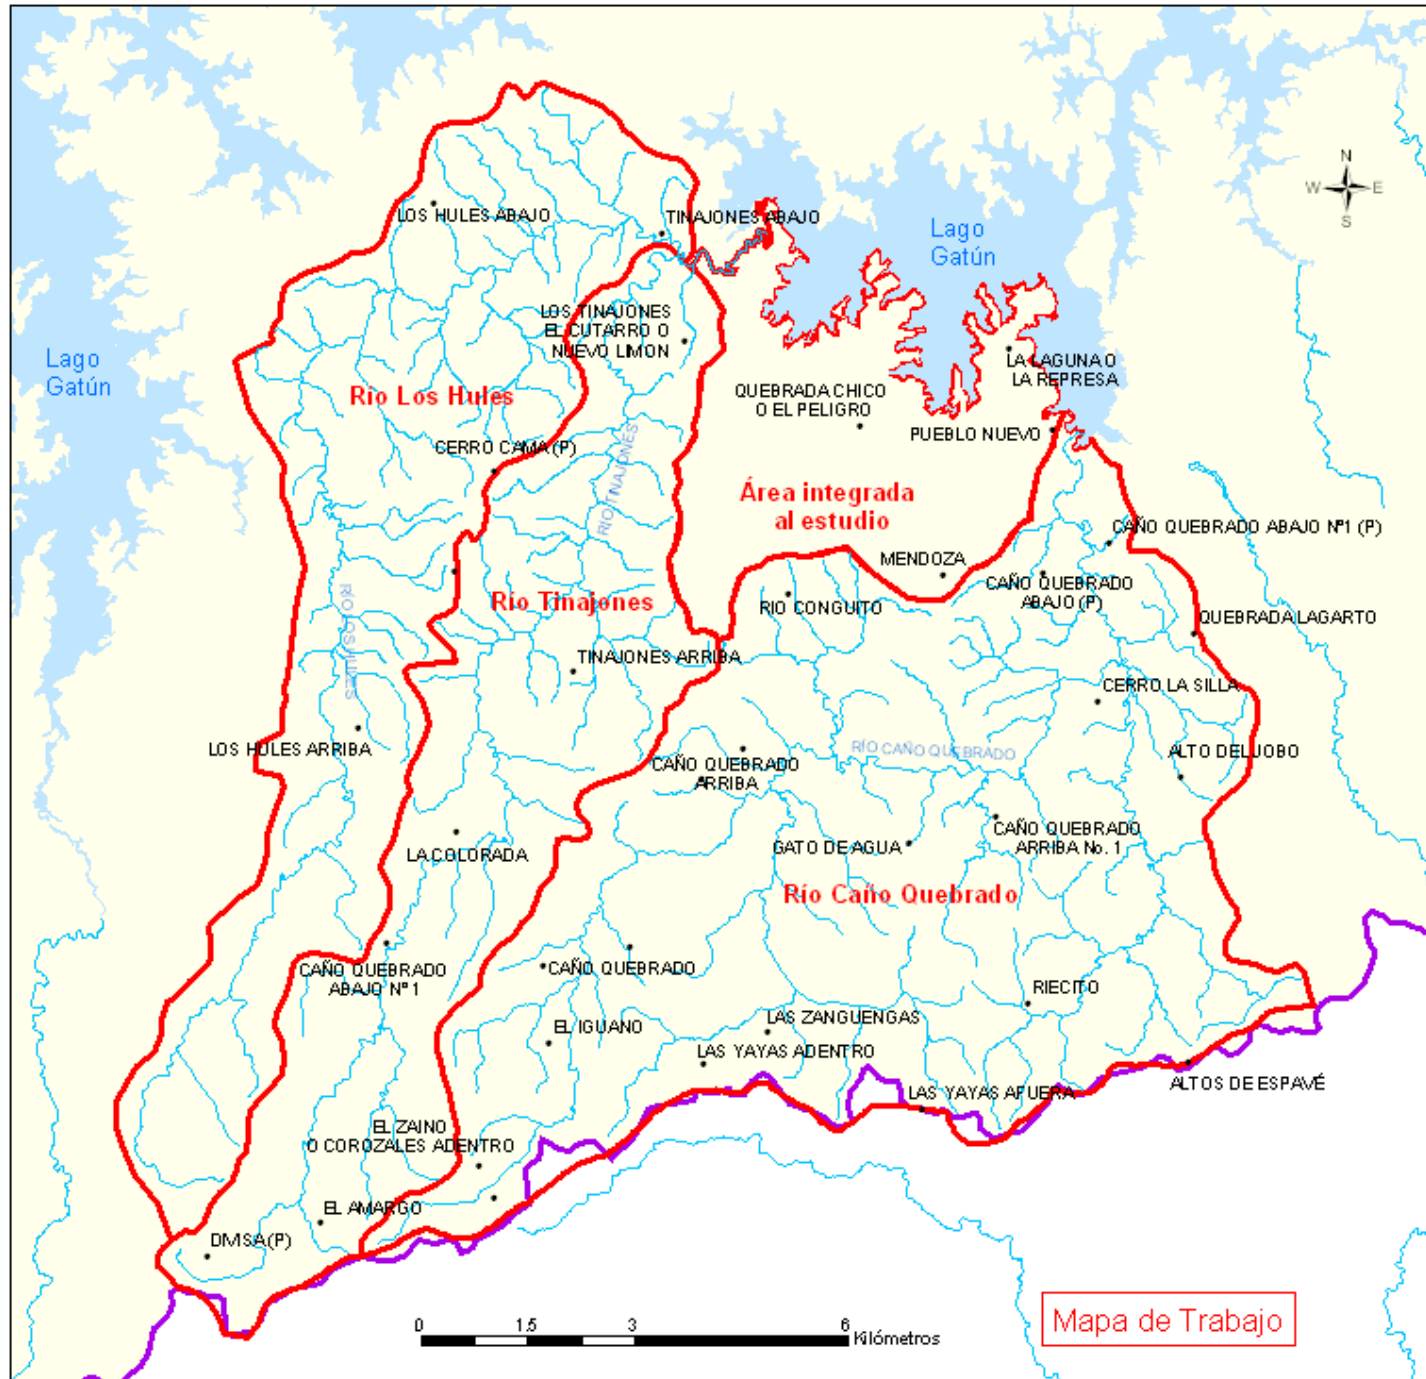 N
W E
S
LOS HULES ABAJO
TINAJONES ABAJO
Lago
Gatún
LOS TINAJONES
EL CUTARRO O
NUEVO LIMON
Lago
Gatún
LA LAGUNA O
LA REPRESA
QUEBRADA CHICO
O EL PELIGRO
Río Los Hules
PUEBLO NUEVO
CERRO CAMA (P)
RIO TINAJONES
Área integrada
al estudio
CAÑO QUEBRADO ABAJO Nº1 (P)
MENDOZA
CAÑO QUEBRADO
ABAJO (P)
RÍO LOS HULES
Río Tinajones
RIO CONGUITO
QUEBRADA LAGARTO
TINAJONES ARRIBA
CERRO LA SILLA
LOS HULES ARRIBA
RÍO CAÑO QUEBRADO
ALTO DEL JOBO
CAÑO QUEBRADO
ARRIBA
LA COLORADA
GATO DE AGUA
CAÑO QUEBRADO
ARRIBA No. 1
Río Caño Quebrado
CAÑO QUEBRADO
ABAJO Nº 1
CAÑO QUEBRADO
RIECITO
EL IGUANO
LAS ZANGUENGAS
LAS YAYAS ADENTRO
ALTOS DE ESPAVÉ
LAS YAYAS AFUERA
EL ZAINO
O COROZALES ADENTRO
EL AMARGO
DMSA (P)
0 1.5 3 6
Kilómetros
Mapa de Trabajo